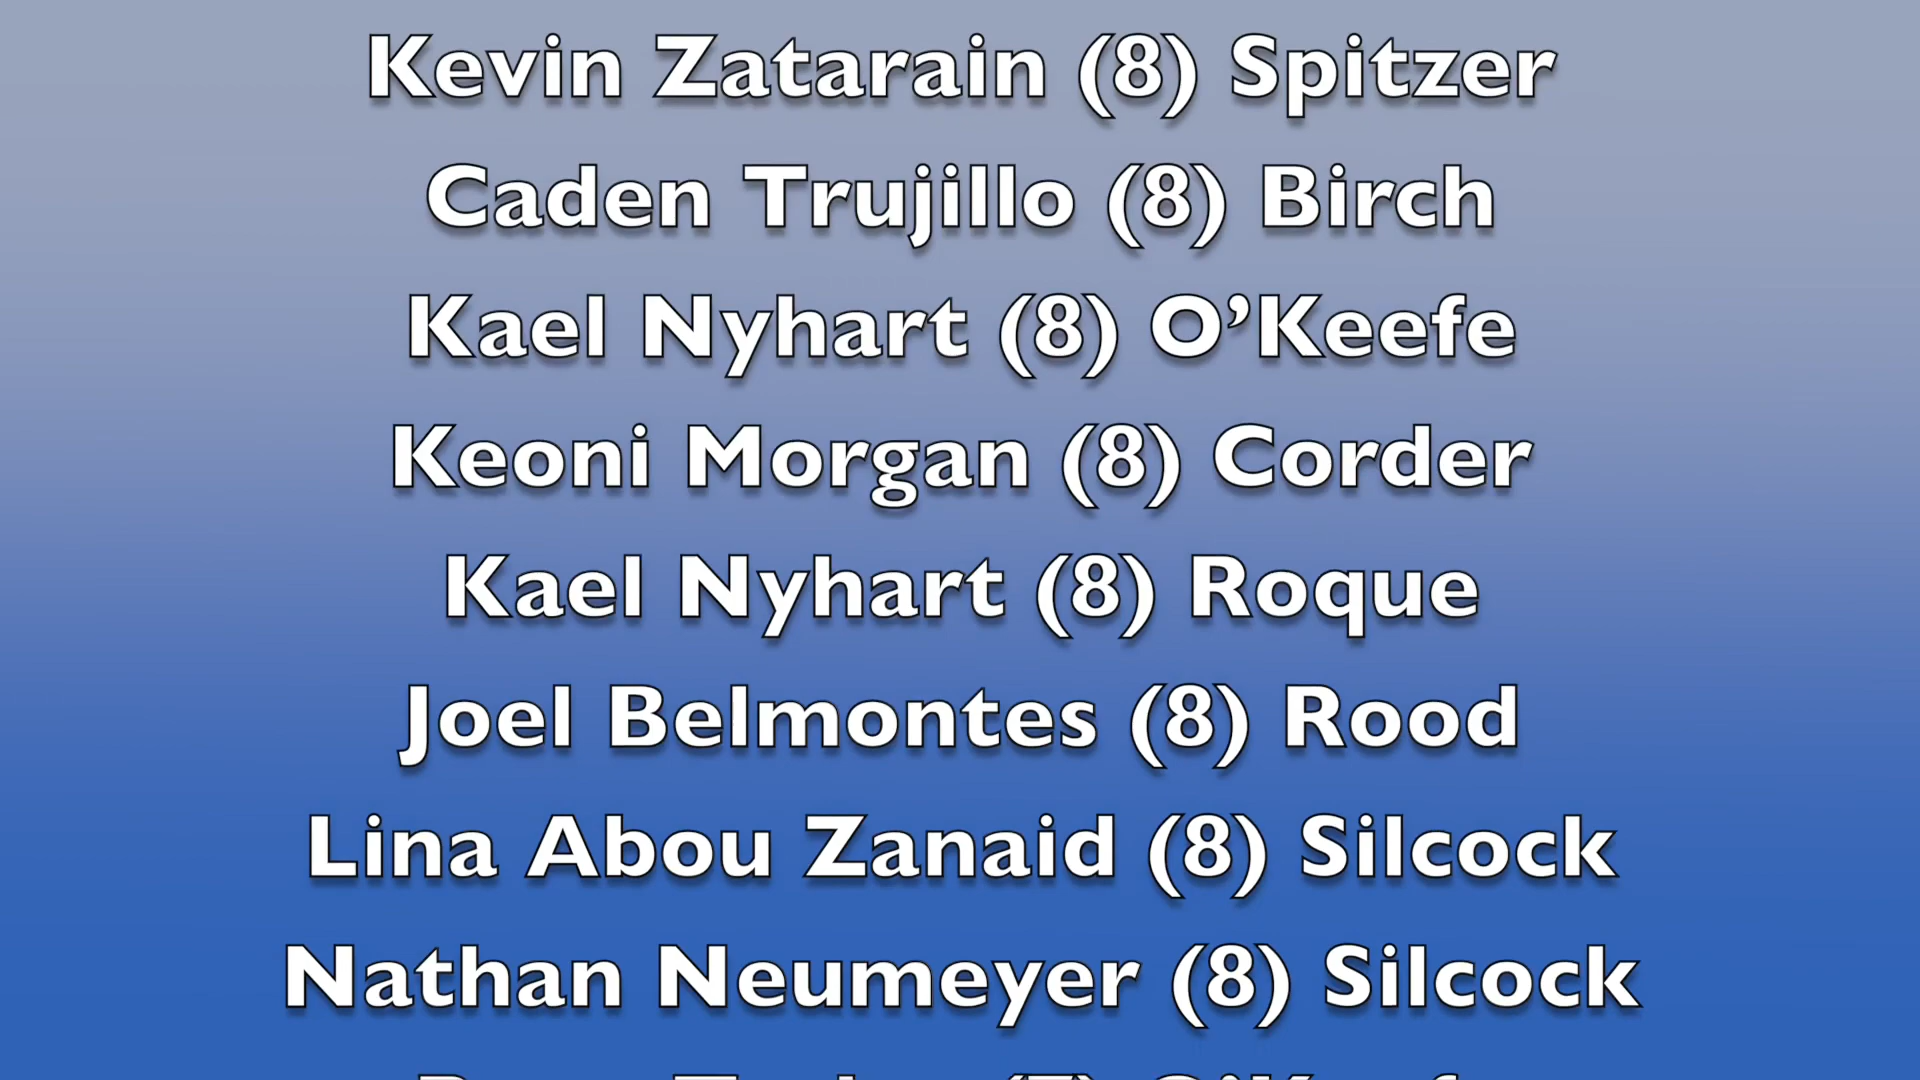 Kevin Zatarain (8) Spitzer
Caden Trujillo (8) Birch
Kael Nyhart (8) O’Keefe
Keoni Morgan (8) Corder
Kael Nyhart (8) Roque
Joel Belmontes (8) Rood
Lina Abou Zanaid (8) Silcock
Nathan Neumeyer (8) Silcock